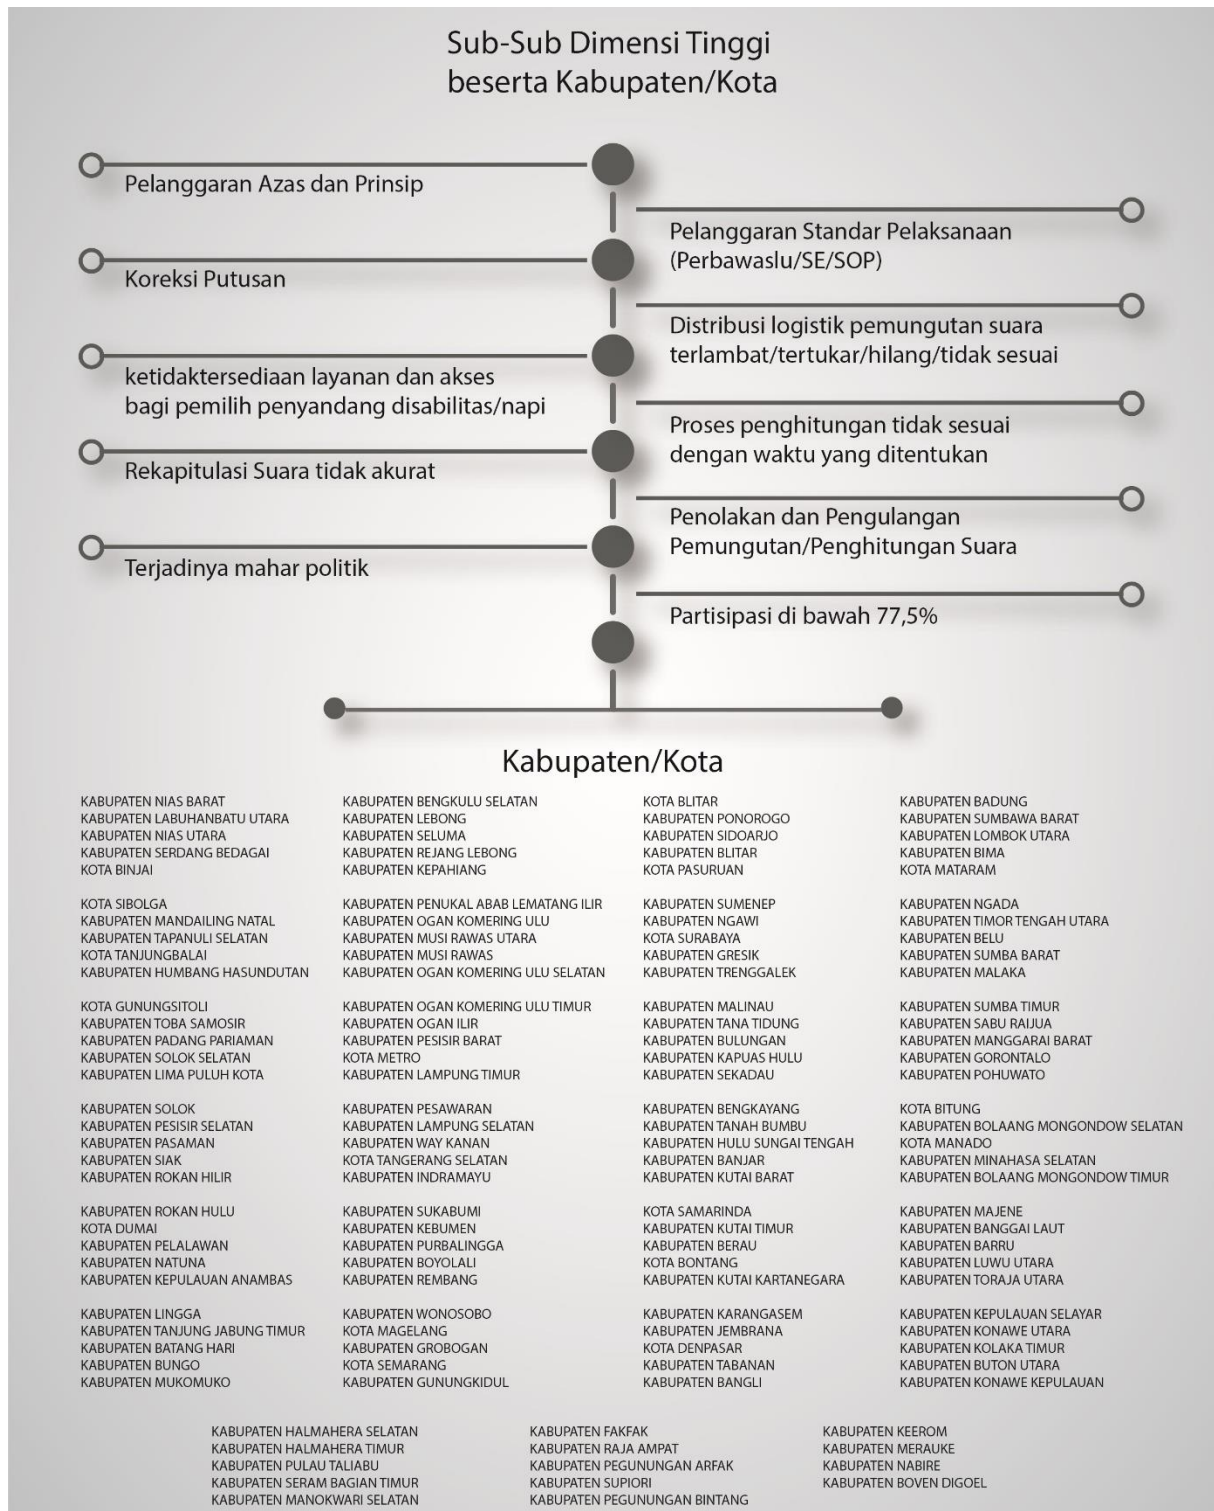 Sub-Sub Dimensi Tinggi
beserta Kabupaten/Kota
Pelanggaran Azas dan Prinsip
Pelanggaran Standar Pelaksanaan
(Perbawaslu/SE/SOP)
Koreksi Putusan
Distribusi logistik pemungutan suara
terlambat/tertukar/hilang/tidak sesuai
ketidaktersediaan layanan dan akses
bagi pemilih penyandang disabilitas/napi
Proses penghitungan tidak sesuai
dengan waktu yang ditentukan
Rekapitulasi Suara tidak akurat
Penolakan dan Pengulangan
Pemungutan/Penghitungan Suara
Terjadinya mahar politik
Partisipasi di bawah 77,5%
Kabupaten/Kota
KABUPATEN NIAS BARAT
KABUPATEN LABUHANBATU UTARA
KABUPATEN NIAS UTARA
KABUPATEN SERDANG BEDAGAI
KOTA BINJAI
KOTA SIBOLGA
KABUPATEN MANDAILING NATAL
KABUPATEN TAPANULI SELATAN
KOTA TANJUNGBALAI
KABUPATEN HUMBANG HASUNDUTAN
KOTA GUNUNGSITOLI
KABUPATEN TOBA SAMOSIR
KABUPATEN PADANG PARIAMAN
KABUPATEN SOLOK SELATAN
KABUPATEN LIMA PULUH KOTA
KABUPATEN SOLOK
KABUPATEN PESISIR SELATAN
KABUPATEN PASAMAN
KABUPATEN SIAK
KABUPATEN ROKAN HILIR
KABUPATEN ROKAN HULU
KOTA DUMAI
KABUPATEN PELALAWAN
KABUPATEN NATUNA
KABUPATEN KEPULAUAN ANAMBAS
KABUPATEN LINGGA
KABUPATEN TANJUNG JABUNG TIMUR
KABUPATEN BATANG HARI
KABUPATEN BUNGO
KABUPATEN MUKOMUKO
KABUPATEN BENGKULU SELATAN
KABUPATEN LEBONG
KABUPATEN SELUMA
KABUPATEN REJANG LEBONG
KABUPATEN KEPAHIANG
KABUPATEN PENUKAL ABAB LEMATANG ILIR
KABUPATEN OGAN KOMERING ULU
KABUPATEN MUSI RAWAS UTARA
KABUPATEN MUSI RAWAS
KABUPATEN OGAN KOMERING ULU SELATAN
KABUPATEN OGAN KOMERING ULU TIMUR
KABUPATEN OGAN ILIR
KABUPATEN PESISIR BARAT
KOTA METRO
KABUPATEN LAMPUNG TIMUR
KABUPATEN PESAWARAN
KABUPATEN LAMPUNG SELATAN
KABUPATEN WAY KANAN
KOTA TANGERANG SELATAN
KABUPATEN INDRAMAYU
KABUPATEN SUKABUMI
KABUPATEN KEBUMEN
KABUPATEN PURBALINGGA
KABUPATEN BOYOLALI
KABUPATEN REMBANG
KABUPATEN WONOSOBO
KOTA MAGELANG
KABUPATEN GROBOGAN
KOTA SEMARANG
KABUPATEN GUNUNGKIDUL
KOTA BLITAR
KABUPATEN PONOROGO
KABUPATEN SIDOARJO
KABUPATEN BLITAR
KOTA PASURUAN
KABUPATEN SUMENEP
KABUPATEN NGAWI
KOTA SURABAYA
KABUPATEN GRESIK
KABUPATEN TRENGGALEK
KABUPATEN MALINAU
KABUPATEN TANA TIDUNG
KABUPATEN BULUNGAN
KABUPATEN KAPUAS HULU
KABUPATEN SEKADAU
KABUPATEN BENGKAYANG
KABUPATEN TANAH BUMBU
KABUPATEN HULU SUNGAI TENGAH
KABUPATEN BANJAR
KABUPATEN KUTAI BARAT
KOTA SAMARINDA
KABUPATEN KUTAI TIMUR
KABUPATEN BERAU
KOTA BONTANG
KABUPATEN KUTAI KARTANEGARA
KABUPATEN KARANGASEM
KABUPATEN JEMBRANA
KOTA DENPASAR
KABUPATEN TABANAN
KABUPATEN BANGLI
KABUPATEN BADUNG
KABUPATEN SUMBAWA BARAT
KABUPATEN LOMBOK UTARA
KABUPATEN BIMA
KOTA MATARAM
KABUPATEN NGADA
KABUPATEN TIMOR TENGAH UTARA
KABUPATEN BELU
KABUPATEN SUMBA BARAT
KABUPATEN MALAKA
KABUPATEN SUMBA TIMUR
KABUPATEN SABU RAIJUA
KABUPATEN MANGGARAI BARAT
KABUPATEN GORONTALO
KABUPATEN POHUWATO
KOTA BITUNG
KABUPATEN BOLAANG MONGONDOW SELATAN
KOTA MANADO
KABUPATEN MINAHASA SELATAN
KABUPATEN BOLAANG MONGONDOW TIMUR
KABUPATEN MAJENE
KABUPATEN BANGGAI LAUT
KABUPATEN BARRU
KABUPATEN LUWU UTARA
KABUPATEN TORAJA UTARA
KABUPATEN KEPULAUAN SELAYAR
KABUPATEN KONAWE UTARA
KABUPATEN KOLAKA TIMUR
KABUPATEN BUTON UTARA
KABUPATEN KONAWE KEPULAUAN
KABUPATEN HALMAHERA SELATAN
KABUPATEN HALMAHERA TIMUR
KABUPATEN PULAU TALIABU
KABUPATEN SERAM BAGIAN TIMUR
KABUPATEN MANOKWARI SELATAN
KABUPATEN FAKFAK
KABUPATEN RAJA AMPAT
KABUPATEN PEGUNUNGAN ARFAK
KABUPATEN SUPIORI
KABUPATEN PEGUNUNGAN BINTANG
KABUPATEN KEEROM
KABUPATEN MERAUKE
KABUPATEN NABIRE
KABUPATEN BOVEN DIGOEL